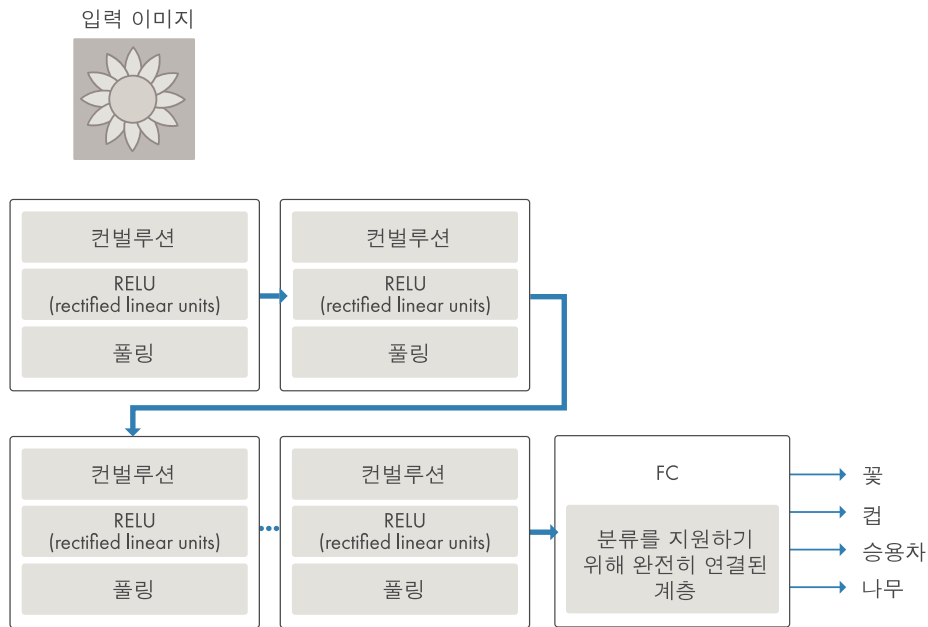 입력 이미지
컨벌루션
RELU
(rectified linear units)
풀링
컨벌루션
RELU
(rectified linear units)
풀링
컨벌루션
RELU
(rectified linear units)
풀링
컨벌루션
RELU
(rectified linear units)
풀링
FC
분류를 지원하기
위해 완전히 연결된
계층
꽃
컵
승용차
나무